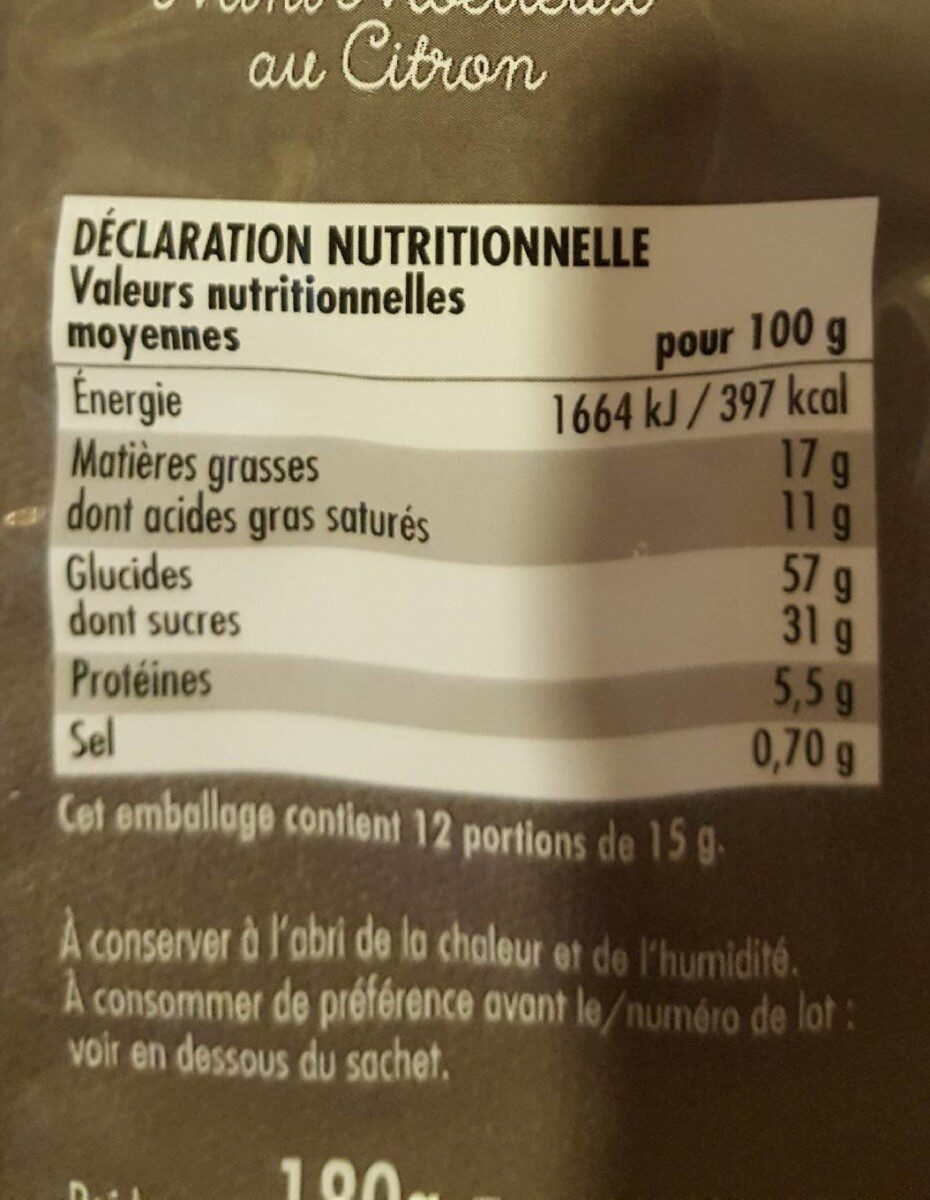 au Citron
DÉCLARATION NUTRITIONNELLE
Valeurs nutritionnelles
moyennes pour 100 g
Énergie 1664 kJ / 397 kcal
Matières grasses 17 g
dont acides gras saturés 11 g
Glucides 57 g
dont sucres 31 g
Protéines 5,5 g
Sel 0,70 g
Cet emballage contient 12 portions de 15 g.
À conserver à l'abri de la chaleur et de l'humidité.
À consommer de préférence avant le/numéro de lot :
voir en dessous du sachet.